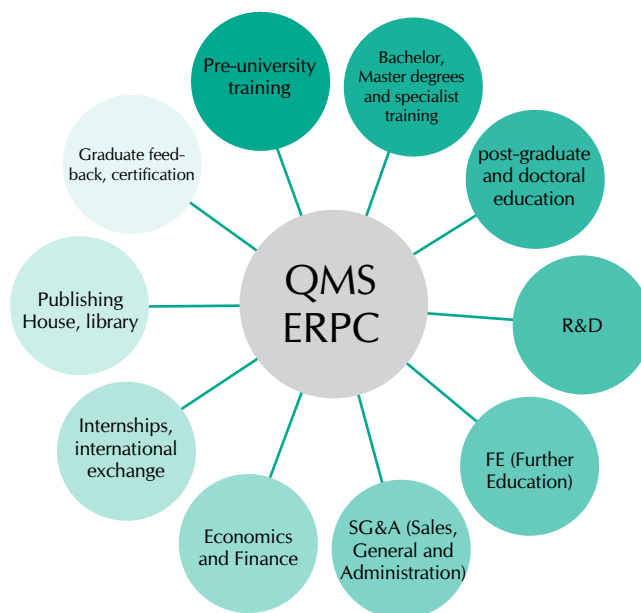 Pre-university
training
Bachelor,
Master degrees
and specialist
training
post-graduate
and doctoral
education
R&D
FE (Further
Education)
SG&A (Sales,
General and
Administration)
Economics
and Finance
Internships,
international
exchange
Publishing
House, library
Graduate feed-
back, certification
QMS
ERPC